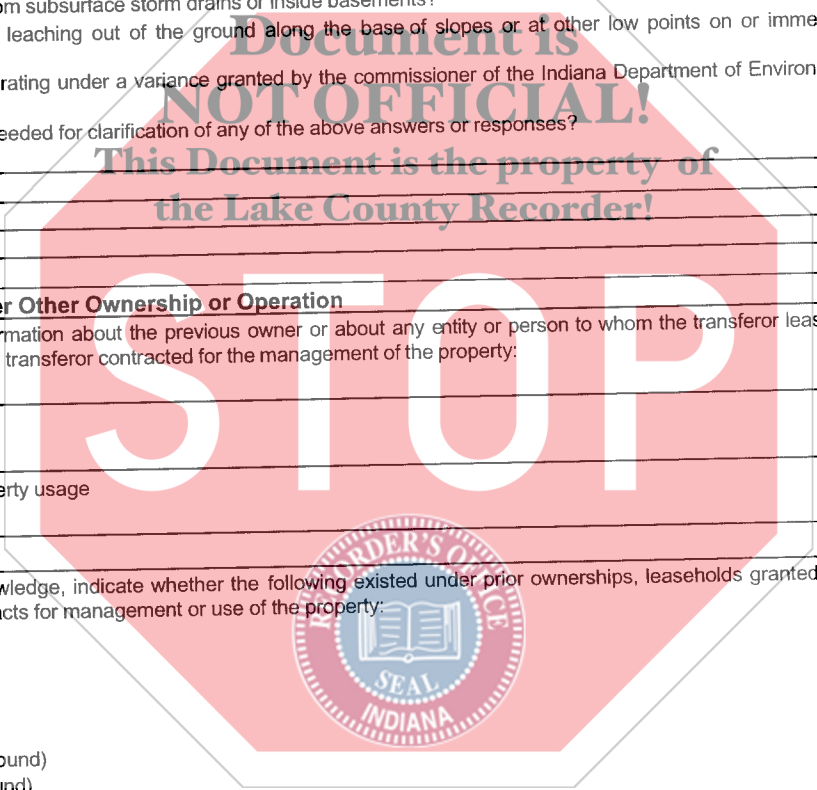 om subsurface storm drains or inside basements?
leaching out of the ground along the base of slopes or at other low points on or imme
Document is
rating under a variance granted by the commissioner of the Indiana Department of Environ
NOT OFFICIAL!
eeded for clarification of any of the above answers or responses?
This Document is the property of
the Lake County Recorder!
STOP
er Other Ownership or Operation
rmation about the previous owner or about any entity or person to whom the transferor leas
transferor contracted for the management of the property:
erty usage
RECORDER'S OFFICE
wledge, indicate whether the following existed under prior ownerships, leaseholds granted
acts for management or use of the property:
SEAL
INDIANA
ound)
und)